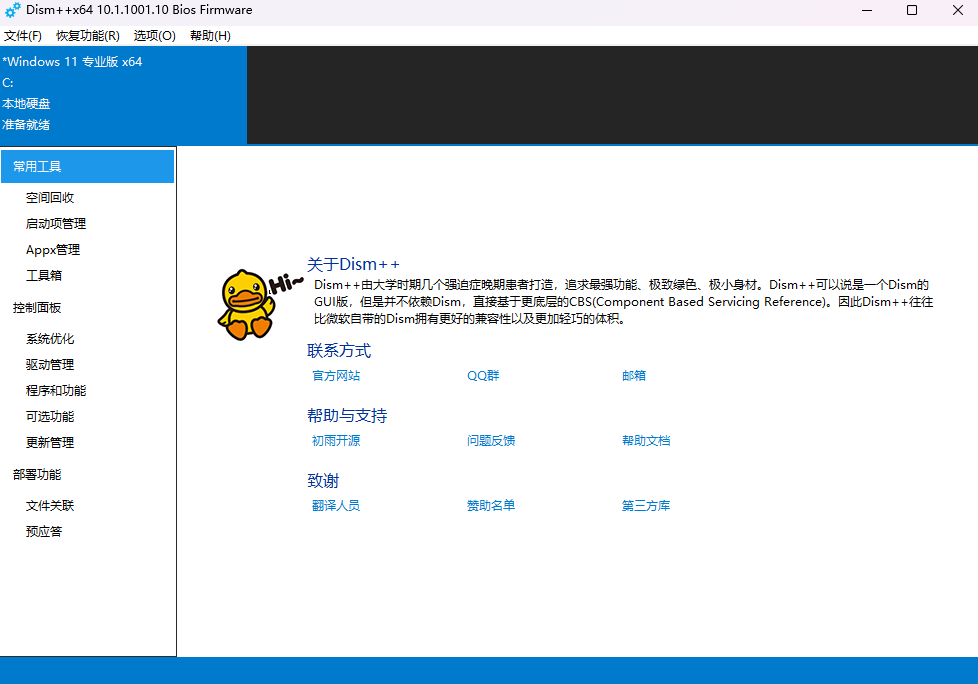 Dism++x64 10.1.1001.10 Bios Firmware
文件(F) 恢复功能(R) 选项(O) 帮助(H)
*Windows 11 专业版 x64
C:
本地硬盘
准备就绪
常用工具
空间回收
启动项管理
Appx管理
工具箱
控制面板
系统优化
驱动管理
程序和功能
可选功能
更新管理
部署功能
文件关联
预应答
Hi~
关于Dism++
Dism++由大学时期几个强迫症晚期患者打造，追求最强功能、极致绿色、极小身材。Dism++可以说是一个Dism的
GUI版，但是并不依赖Dism，直接基于更底层的CBS(Component Based Servicing Reference)。因此Dism++往往
比微软自带的Dism拥有更好的兼容性以及更加轻巧的体积。
联系方式
官方网站 QQ群 邮箱
帮助与支持
初雨开源 问题反馈 帮助文档
致谢
翻译人员 赞助名单 第三方库